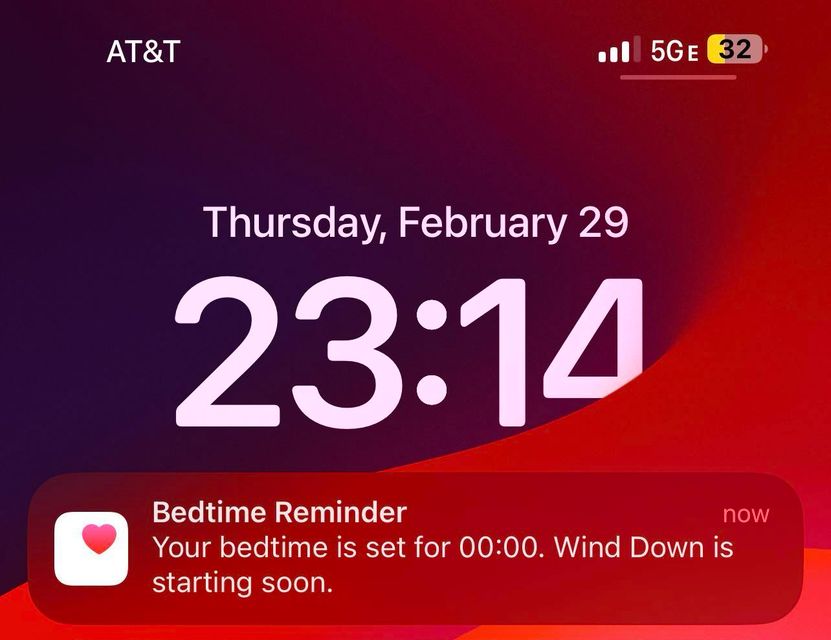 AT&T 5GE 32
Thursday, February 29
23:14
Bedtime Reminder now
Your bedtime is set for 00:00. Wind Down is
starting soon.